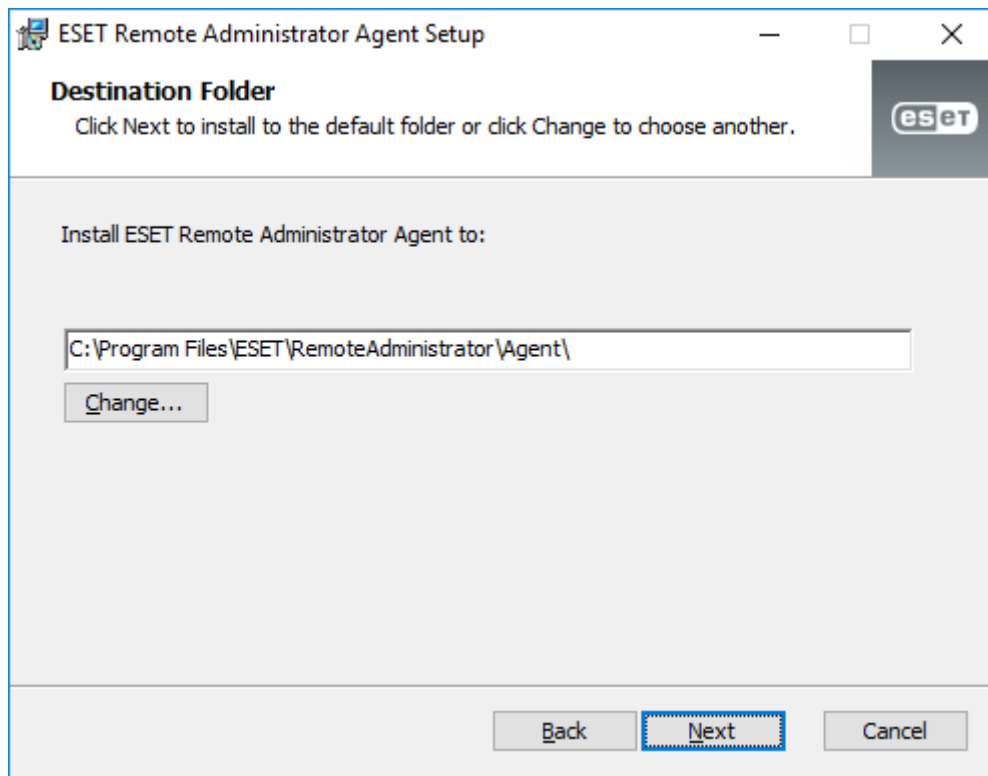 ESET Remote Administrator Agent Setup
Destination Folder
Click Next to install to the default folder or click Change to choose another.
eset
Install ESET Remote Administrator Agent to:
C:\Program Files\ESET\RemoteAdministrator\Agent\
Change...
Back Next Cancel